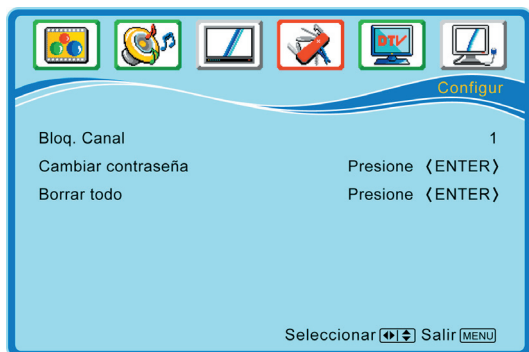 DTV
Configur
Bloq. Canal 1
Cambiar contraseña Presione 〈ENTER〉
Borrar todo Presione 〈ENTER〉
Seleccionar Salir MENU